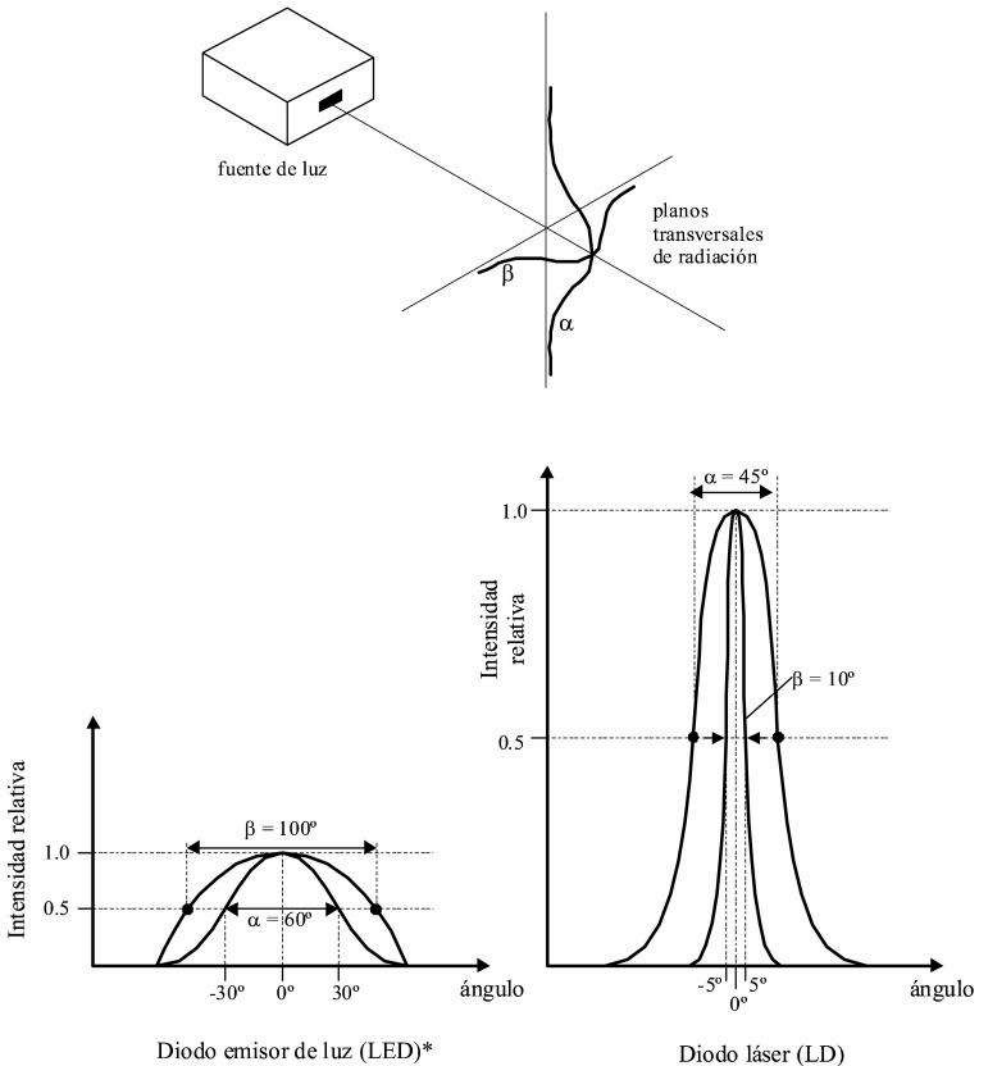 fuente de luz
planos
transversales
de radiación
β
α
Intensidad relativa
1.0
0.5
β = 100º
α = 60º
-30º 0º 30º
ángulo
Diodo emisor de luz (LED)*
Intensidad
relativa
1.0
0.5
α = 45º
β = 10º
-5º 5º
0º
ángulo
Diodo láser (LD)